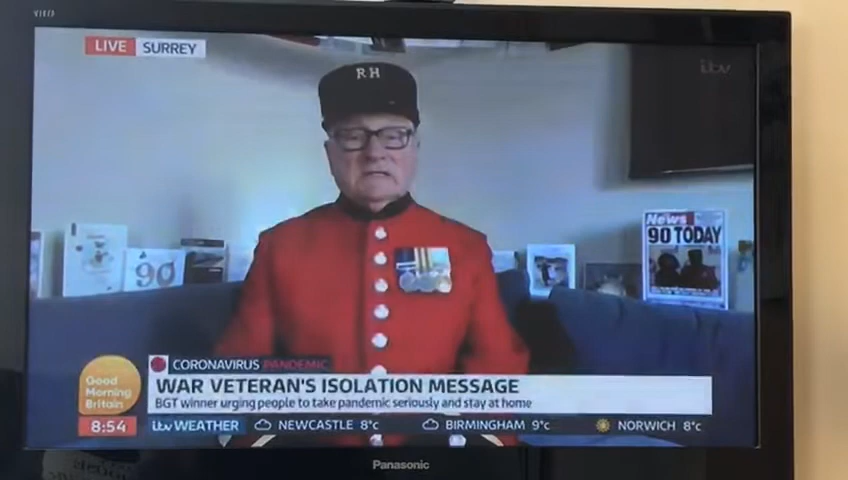 LIVE SURREY
itv
RH
News
90 TODAY
90
CORONAVIRUS PANDEMIC
Good
Morning
Britain
WAR VETERAN'S ISOLATION MESSAGE
BGT winner urging people to take pandemic seriously and stay at home
8:54 itv WEATHER NEWCASTLE 8°c BIRMINGHAM 9°c NORWICH 8°c
Panasonic